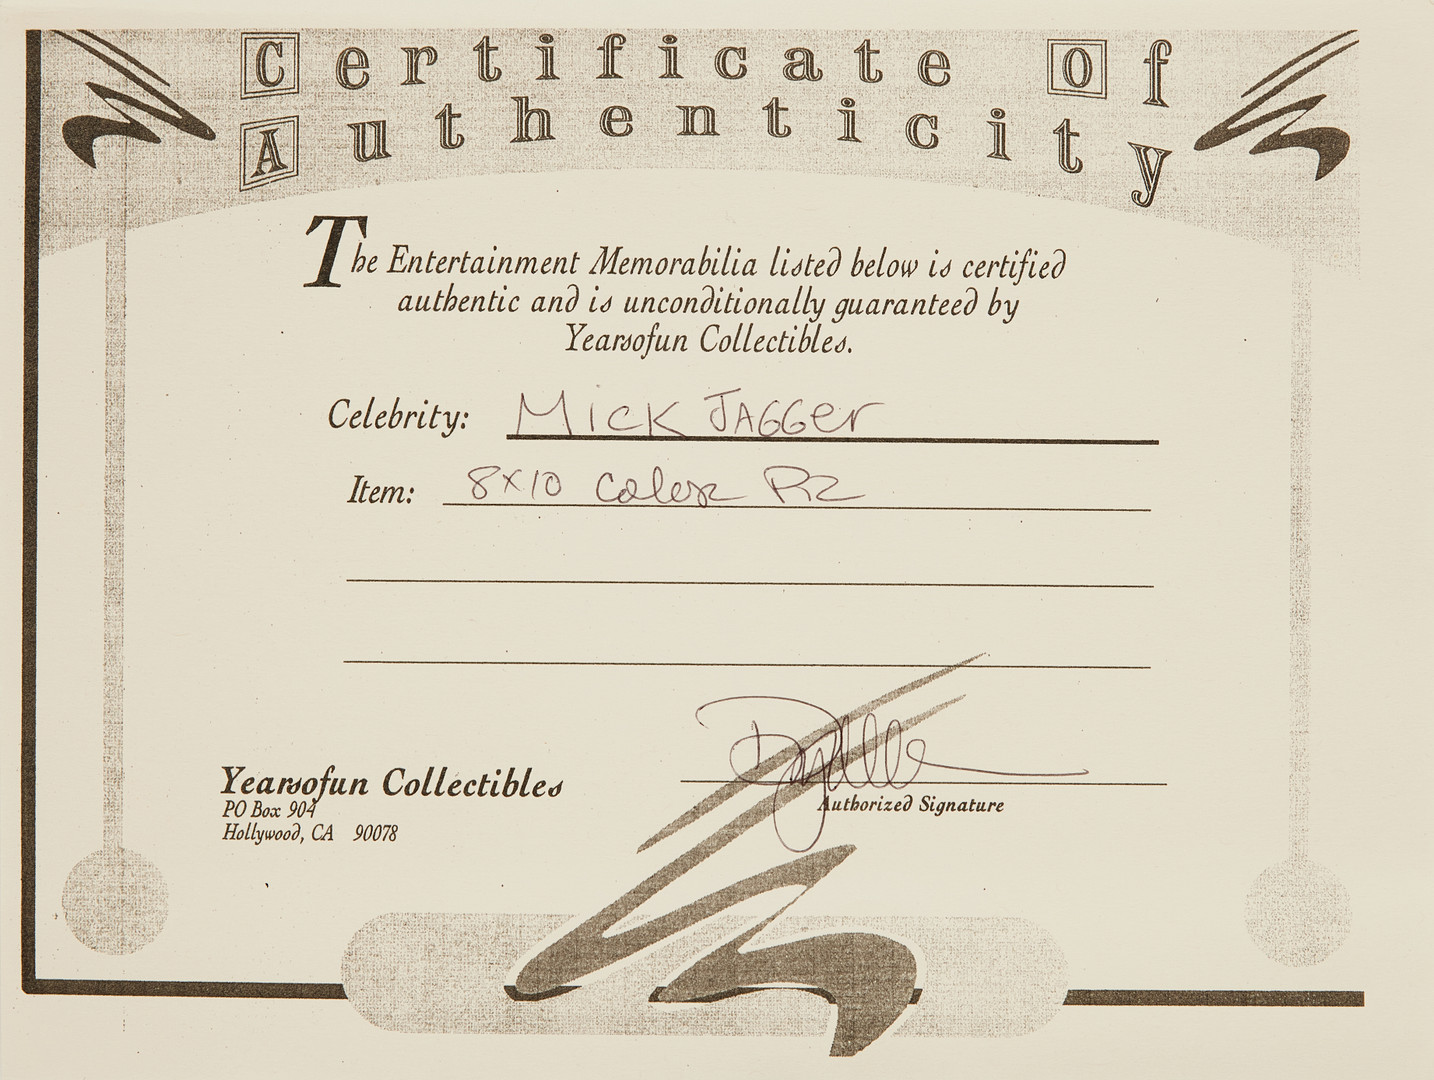 Certificate Of
Authenticity
The Entertainment Memorabilia listed below is certified
authentic and is unconditionally guaranteed by
Yearsofun Collectibles.
Celebrity: Mick JAGGer
Item: 8x10 Color
Yearsofun Collectibles
PO Box 904
Hollywood, CA 90078
Authorized Signature